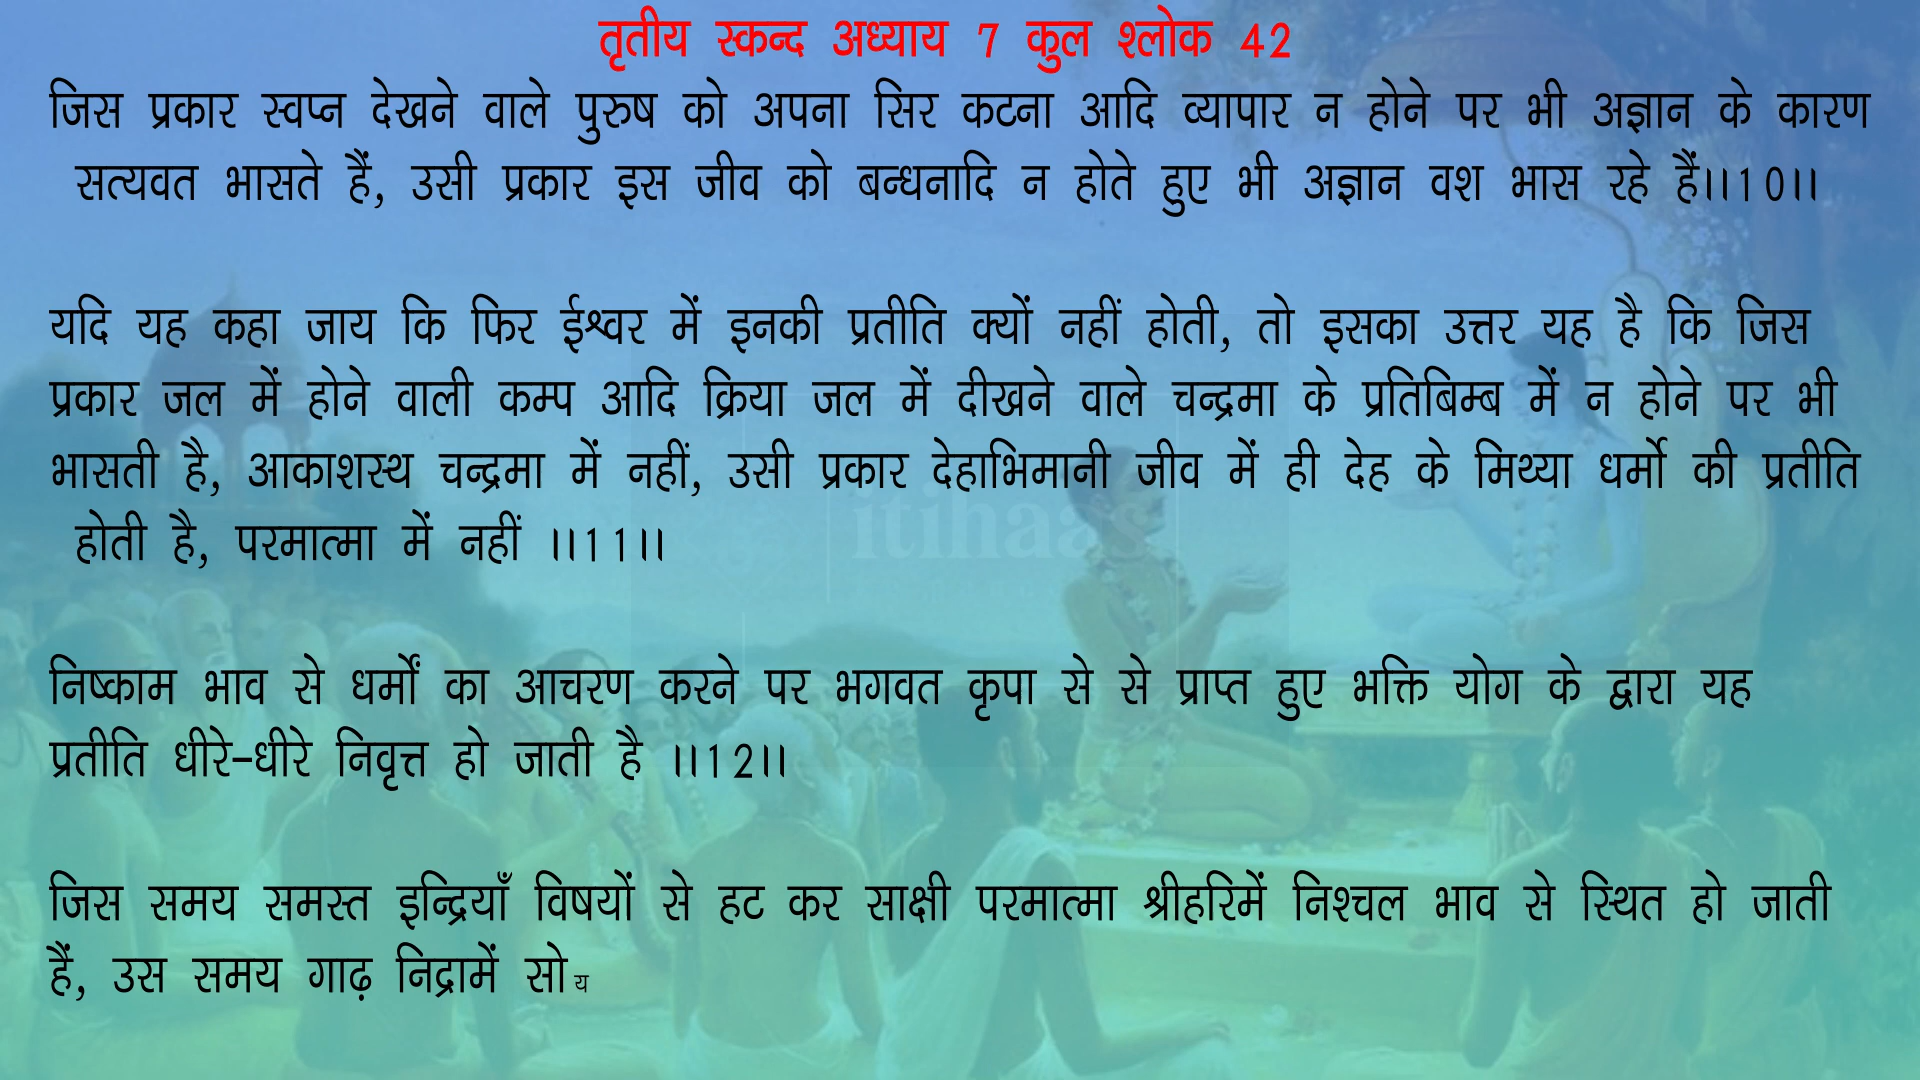 तृतीय स्कन्द अध्याय 7 कुल श्लोक 42
जिस प्रकार स्वप्न देखने वाले पुरुष को अपना सिर कटना आदि व्यापार न होने पर भी अज्ञान के कारण
सत्यवत भासते हैं, उसी प्रकार इस जीव को बन्धनादि न होते हुए भी अज्ञान वश भास रहे हैं।।10।।
यदि यह कहा जाय कि फिर ईश्वर में इनकी प्रतीति क्यों नहीं होती, तो इसका उत्तर यह है कि जिस
प्रकार जल में होने वाली कम्प आदि क्रिया जल में दीखने वाले चन्द्रमा के प्रतिबिम्ब में न होने पर भी
भासती है, आकाशस्थ चन्द्रमा में नहीं, उसी प्रकार देहाभिमानी जीव में ही देह के मिथ्या धर्मो की प्रतीति
होती है, परमात्मा में नहीं ।।11।।
itihaas
निष्काम भाव से धर्मों का आचरण करने पर भगवत कृपा से से प्राप्त हुए भक्ति योग के द्वारा यह
प्रतीति धीरे-धीरे निवृत्त हो जाती है ।।12।।
जिस समय समस्त इन्द्रियाँ विषयों से हट कर साक्षी परमात्मा श्रीहरिमें निश्चल भाव से स्थित हो जाती
हैं, उस समय गाढ़ निद्रामें सो य